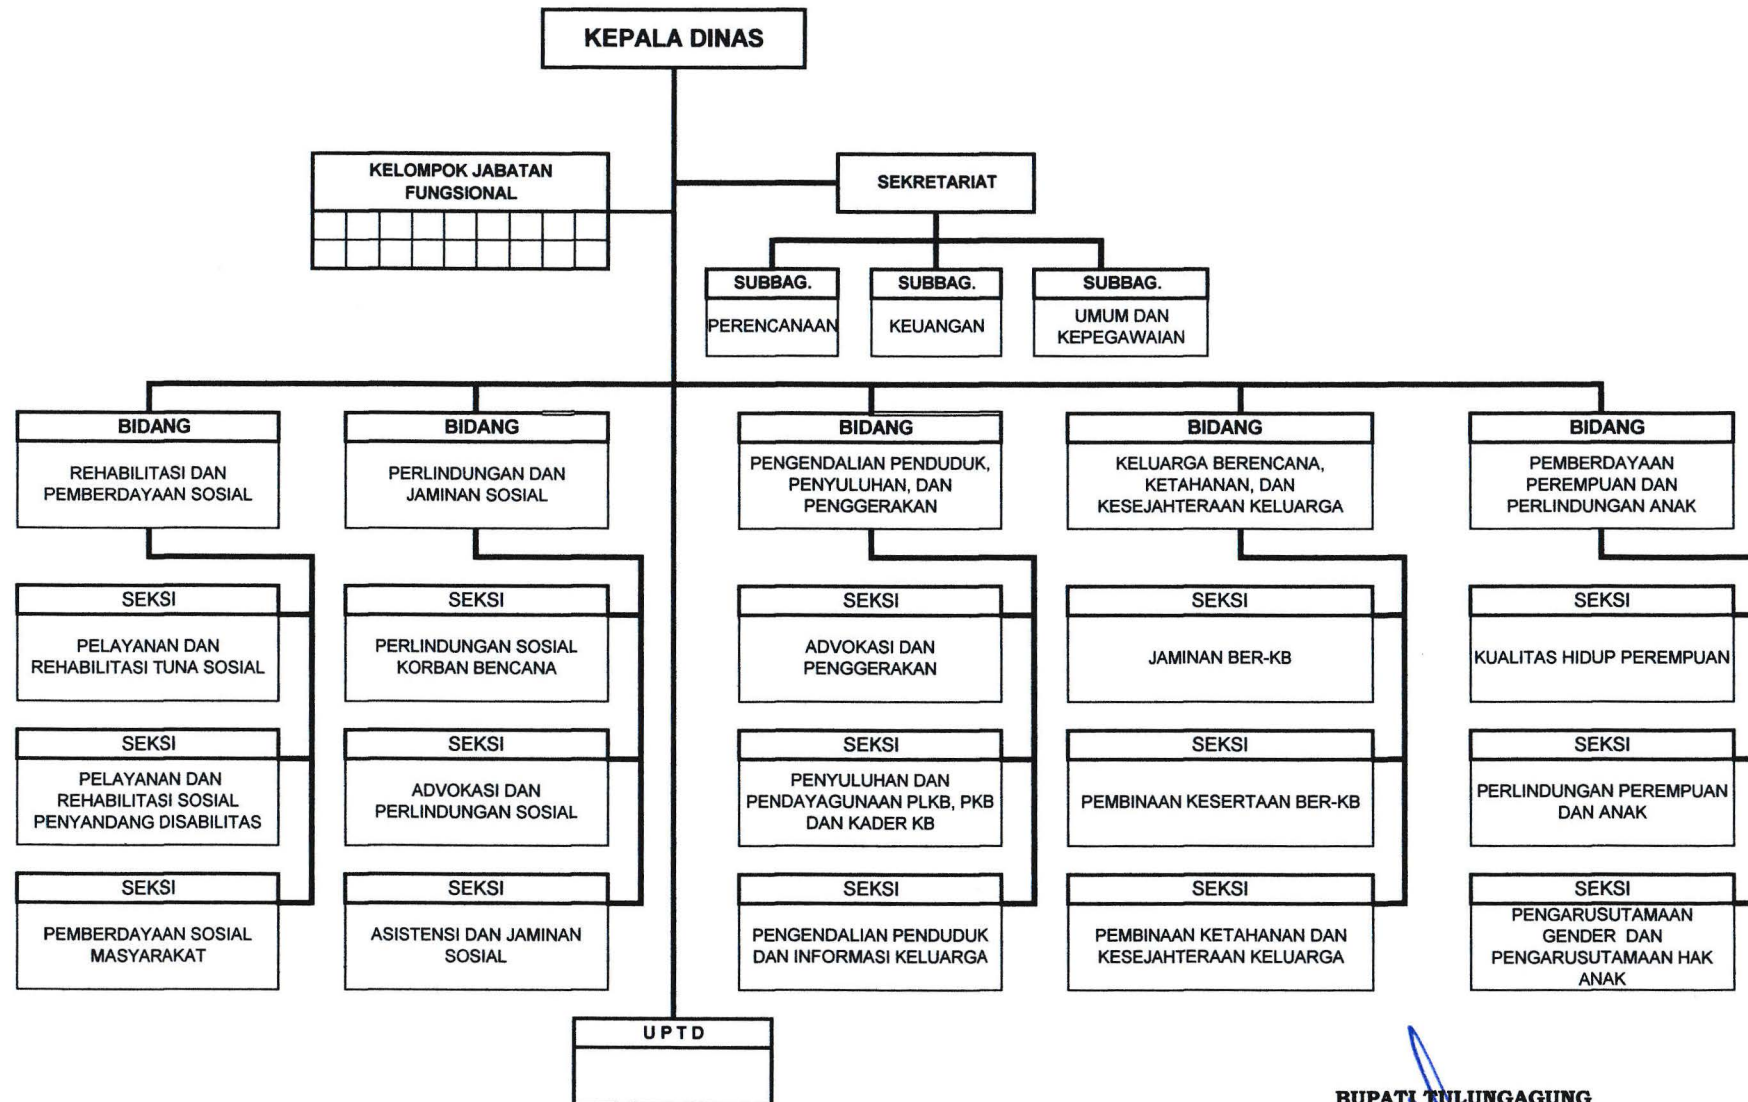 KEPALA DINAS
KELOMPOK JABATAN
FUNGSIONAL
SEKRETARIAT
SUBBAG.
PERENCANAAN
SUBBAG.
KEUANGAN
SUBBAG.
UMUM DAN
KEPEGAWAIAN
BIDANG
REHABILITASI DAN
PEMBERDAYAAN SOSIAL
BIDANG
PERLINDUNGAN DAN
JAMINAN SOSIAL
BIDANG
PENGENDALIAN PENDUDUK,
PENYULUHAN, DAN
PENGGERAKAN
BIDANG
KELUARGA BERENCANA,
KETAHANAN, DAN
KESEJAHTERAAN KELUARGA
BIDANG
PEMBERDAYAAN
PEREMPUAN DAN
PERLINDUNGAN ANAK
SEKSI
PELAYANAN DAN
REHABILITASI TUNA SOSIAL
SEKSI
PERLINDUNGAN SOSIAL
KORBAN BENCANA
SEKSI
ADVOKASI DAN
PENGGERAKAN
SEKSI
JAMINAN BER-KB
SEKSI
KUALITAS HIDUP PEREMPUAN
SEKSI
PELAYANAN DAN
REHABILITASI SOSIAL
PENYANDANG DISABILITAS
SEKSI
ADVOKASI DAN
PERLINDUNGAN SOSIAL
SEKSI
PENYULUHAN DAN
PENDAYAGUNAAN PLKB, PKB
DAN KADER KB
SEKSI
PEMBINAAN KESERTAAN BER-KB
SEKSI
PERLINDUNGAN PEREMPUAN
DAN ANAK
SEKSI
PEMBERDAYAAN SOSIAL
MASYARAKAT
SEKSI
ASISTENSI DAN JAMINAN
SOSIAL
SEKSI
PENGENDALIAN PENDUDUK
DAN INFORMASI KELUARGA
SEKSI
PEMBINAAN KETAHANAN DAN
KESEJAHTERAAN KELUARGA
SEKSI
PENGARUSUTAMAAN
GENDER DAN
PENGARUSUTAMAAN HAK
ANAK
U P T D
BUPATI TULUNGAGUNG